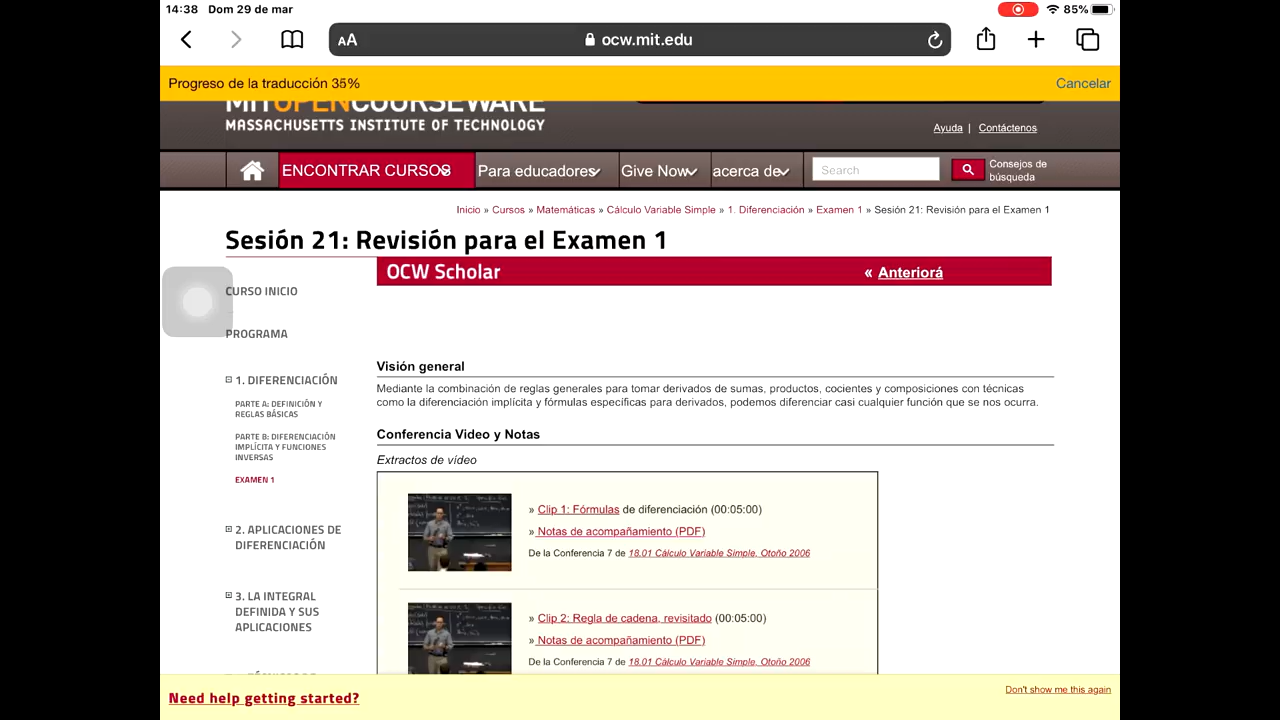 14:38 Dom 29 de mar 85%
AA ocw.mit.edu
Progreso de la traducción 35% Cancelar
MITOPENCOURSEWARE
MASSACHUSETTS INSTITUTE OF TECHNOLOGY
Ayuda | Contáctenos
ENCONTRAR CURSOS Para educadores Give Now acerca de Search Consejos de
búsqueda
Inicio » Cursos » Matemáticas » Cálculo Variable Simple » 1. Diferenciación » Examen 1 » Sesión 21: Revisión para el Examen 1
Sesión 21: Revisión para el Examen 1
OCW Scholar « Anteriorá
CURSO INICIO
PROGRAMA
1. DIFERENCIACIÓN
PARTE A: DEFINICIÓN Y
REGLAS BÁSICAS
PARTE B: DIFERENCIACIÓN
IMPLÍCITA Y FUNCIONES
INVERSAS
EXAMEN 1
2. APLICACIONES DE
DIFERENCIACIÓN
3. LA INTEGRAL
DEFINIDA Y SUS
APLICACIONES
Visión general
Mediante la combinación de reglas generales para tomar derivados de sumas, productos, cocientes y composiciones con técnicas
como la diferenciación implícita y fórmulas específicas para derivados, podemos diferenciar casi cualquier función que se nos ocurra.
Conferencia Video y Notas
Extractos de vídeo
» Clip 1: Fórmulas de diferenciación (00:05:00)
» Notas de acompañamiento (PDF)
De la Conferencia 7 de 18.01 Cálculo Variable Simple, Otoño 2006
» Clip 2: Regla de cadena, revisitado (00:05:00)
» Notas de acompañamiento (PDF)
De la Conferencia 7 de 18.01 Cálculo Variable Simple, Otoño 2006
Need help getting started? Don't show me this again